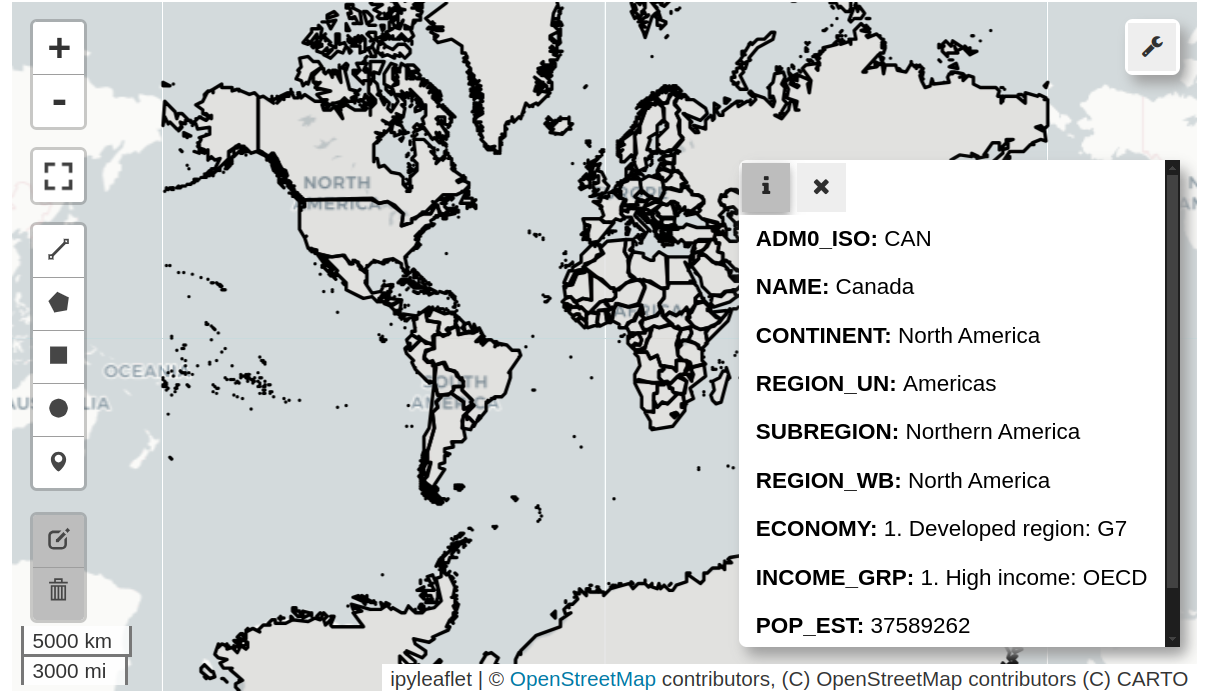 +
-
NORTH
AMERICA
AFRICA
OCEANI
SOUTH
AMERICA
5000 km
3000 mi
i
ADM0_ISO: CAN
NAME: Canada
CONTINENT: North America
REGION_UN: Americas
SUBREGION: Northern America
REGION_WB: North America
ECONOMY: 1. Developed region: G7
INCOME_GRP: 1. High income: OECD
POP_EST: 37589262
ipyleaflet | © OpenStreetMap contributors, (C) OpenStreetMap contributors (C) CARTO